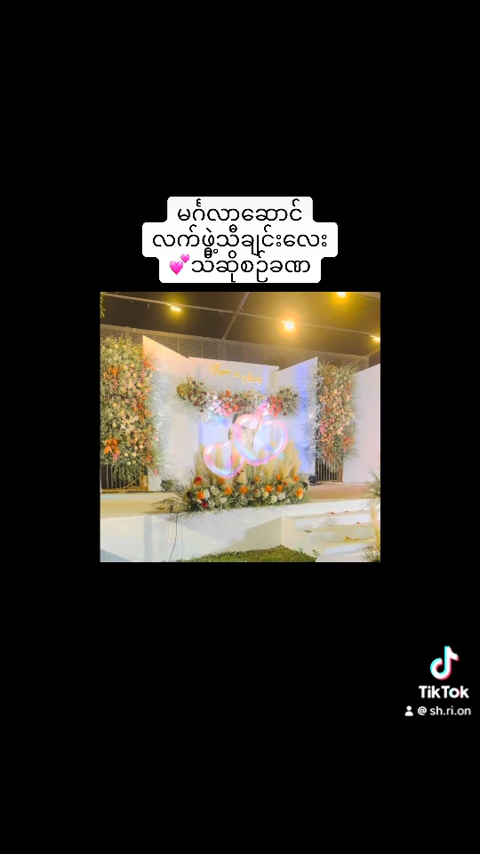 မင်္ဂလာဆောင်
လက်ဖွဲ့သီချင်းလေး
💕သီဆိုစဉ်ခဏ
TikTok
@ sh.ri.on